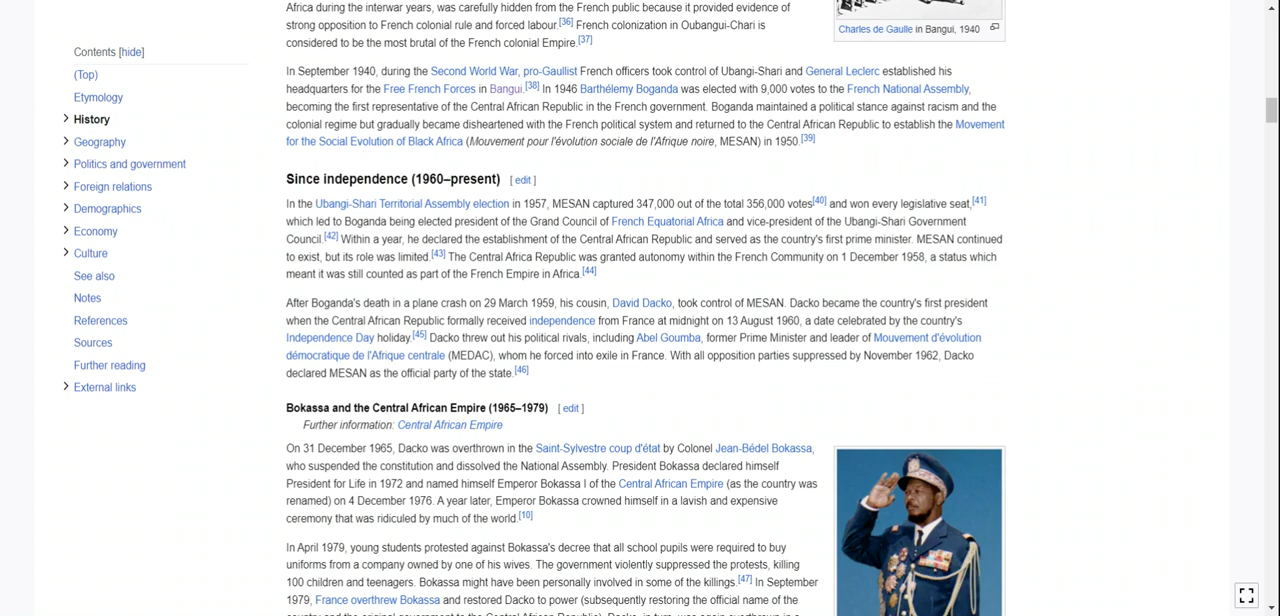 Africa during the interwar years, was carefully hidden from the French public because it provided evidence of
strong opposition to French colonial rule and forced labour.[36] French colonization in Oubangui-Chari is
considered to be the most brutal of the French colonial Empire.[37]
Charles de Gaulle in Bangui, 1940
Contents [hide]
(Top)
Etymology
History
Geography
Politics and government
Foreign relations
Demographics
Economy
Culture
See also
Notes
References
Sources
Further reading
External links
In September 1940, during the Second World War, pro-Gaullist French officers took control of Ubangi-Shari and General Leclerc established his
headquarters for the Free French Forces in Bangui.[38] In 1946 Barthélemy Boganda was elected with 9,000 votes to the French National Assembly,
becoming the first representative of the Central African Republic in the French government. Boganda maintained a political stance against racism and the
colonial regime but gradually became disheartened with the French political system and returned to the Central African Republic to establish the Movement
for the Social Evolution of Black Africa (Mouvement pour l'évolution sociale de l'Afrique noire, MESAN) in 1950.[39]
Since independence (1960–present) [ edit ]
In the Ubangi-Shari Territorial Assembly election in 1957, MESAN captured 347,000 out of the total 356,000 votes[40] and won every legislative seat,[41]
which led to Boganda being elected president of the Grand Council of French Equatorial Africa and vice-president of the Ubangi-Shari Government
Council.[42] Within a year, he declared the establishment of the Central African Republic and served as the country's first prime minister. MESAN continued
to exist, but its role was limited.[43] The Central Africa Republic was granted autonomy within the French Community on 1 December 1958, a status which
meant it was still counted as part of the French Empire in Africa.[44]
After Boganda's death in a plane crash on 29 March 1959, his cousin, David Dacko, took control of MESAN. Dacko became the country's first president
when the Central African Republic formally received independence from France at midnight on 13 August 1960, a date celebrated by the country's
Independence Day holiday.[45] Dacko threw out his political rivals, including Abel Goumba, former Prime Minister and leader of Mouvement d'évolution
démocratique de l'Afrique centrale (MEDAC), whom he forced into exile in France. With all opposition parties suppressed by November 1962, Dacko
declared MESAN as the official party of the state.[46]
Bokassa and the Central African Empire (1965–1979) [ edit ]
Further information: Central African Empire
On 31 December 1965, Dacko was overthrown in the Saint-Sylvestre coup d'état by Colonel Jean-Bédel Bokassa,
who suspended the constitution and dissolved the National Assembly. President Bokassa declared himself
President for Life in 1972 and named himself Emperor Bokassa I of the Central African Empire (as the country was
renamed) on 4 December 1976. A year later, Emperor Bokassa crowned himself in a lavish and expensive
ceremony that was ridiculed by much of the world.[10]
In April 1979, young students protested against Bokassa's decree that all school pupils were required to buy
uniforms from a company owned by one of his wives. The government violently suppressed the protests, killing
100 children and teenagers. Bokassa might have been personally involved in some of the killings.[47] In September
1979, France overthrew Bokassa and restored Dacko to power (subsequently restoring the official name of the